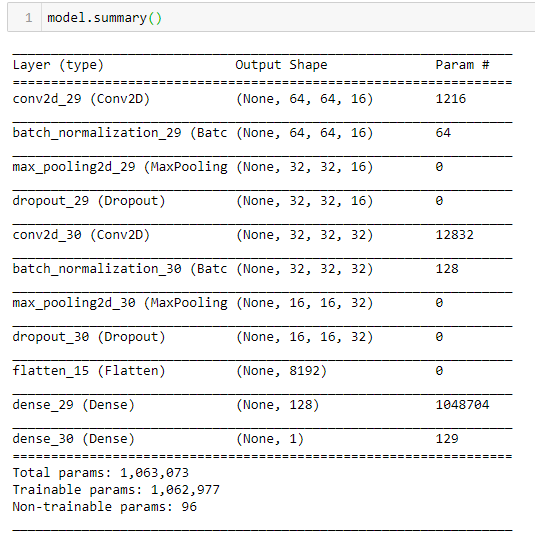 1 model.summary()
_________________________________________________________________
Layer (type)                 Output Shape              Param #
=================================================================
conv2d_29 (Conv2D)           (None, 64, 64, 16)        1216
_________________________________________________________________
batch_normalization_29 (Batc (None, 64, 64, 16)        64
_________________________________________________________________
max_pooling2d_29 (MaxPooling (None, 32, 32, 16)        0
_________________________________________________________________
dropout_29 (Dropout)         (None, 32, 32, 16)        0
_________________________________________________________________
conv2d_30 (Conv2D)           (None, 32, 32, 32)        12832
_________________________________________________________________
batch_normalization_30 (Batc (None, 32, 32, 32)        128
_________________________________________________________________
max_pooling2d_30 (MaxPooling (None, 16, 16, 32)        0
_________________________________________________________________
dropout_30 (Dropout)         (None, 16, 16, 32)        0
_________________________________________________________________
flatten_15 (Flatten)         (None, 8192)              0
_________________________________________________________________
dense_29 (Dense)             (None, 128)               1048704
_________________________________________________________________
dense_30 (Dense)             (None, 1)                 129
=================================================================
Total params: 1,063,073
Trainable params: 1,062,977
Non-trainable params: 96
_________________________________________________________________